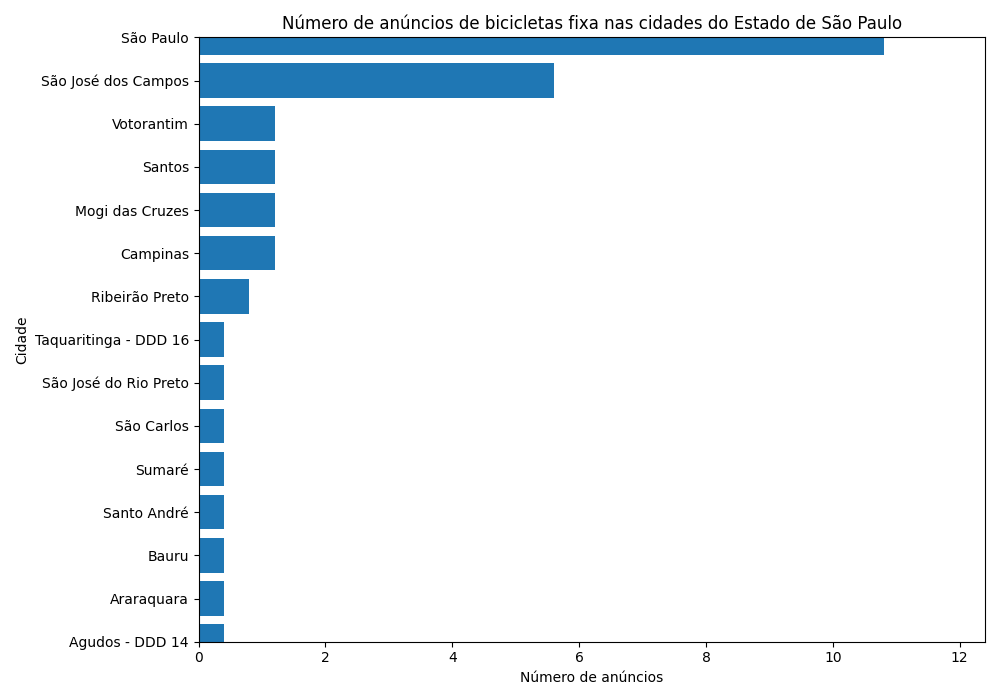 Número de anúncios de bicicletas fixa nas cidades do Estado de São Paulo
São Paulo
São José dos Campos
Votorantim
Santos
Mogi das Cruzes
Campinas
Ribeirão Preto
Taquaritinga - DDD 16
São José do Rio Preto
São Carlos
Sumaré
Santo André
Bauru
Araraquara
Agudos - DDD 14
Cidade
0 2 4 6 8 10 12
Número de anúncios